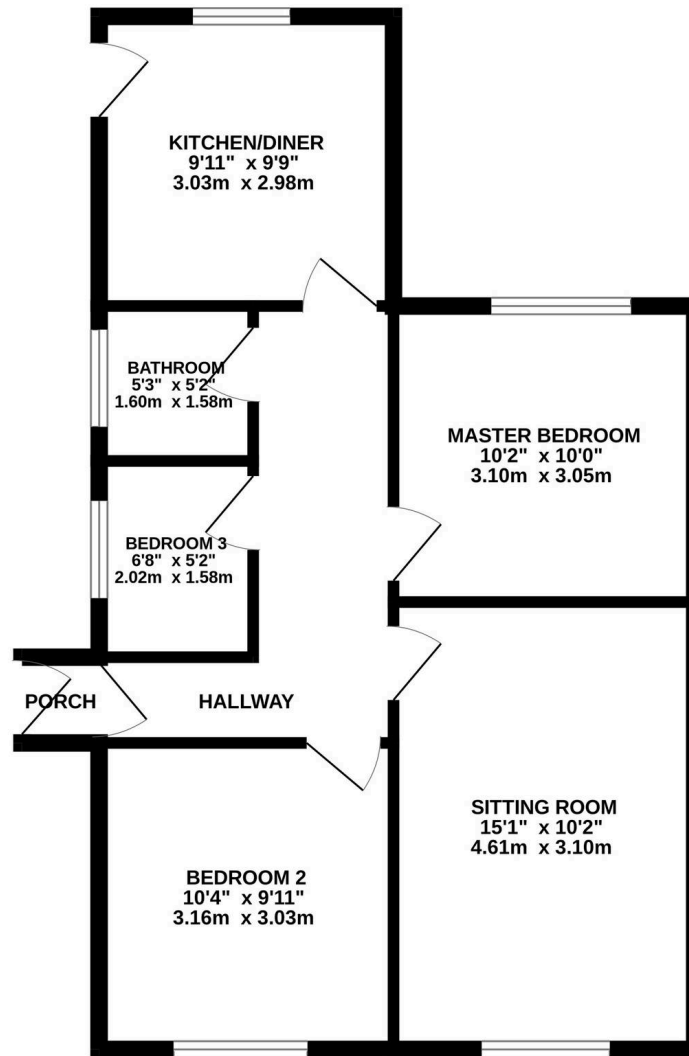 KITCHEN/DINER
9'11" x 9'9"
3.03m x 2.98m
BATHROOM
5'3" x 5'2"
1.60m x 1.58m
MASTER BEDROOM
10'2" x 10'0"
3.10m x 3.05m
BEDROOM 3
6'8" x 5'2"
2.02m x 1.58m
PORCH
HALLWAY
SITTING ROOM
15'1" x 10'2"
4.61m x 3.10m
BEDROOM 2
10'4" x 9'11"
3.16m x 3.03m